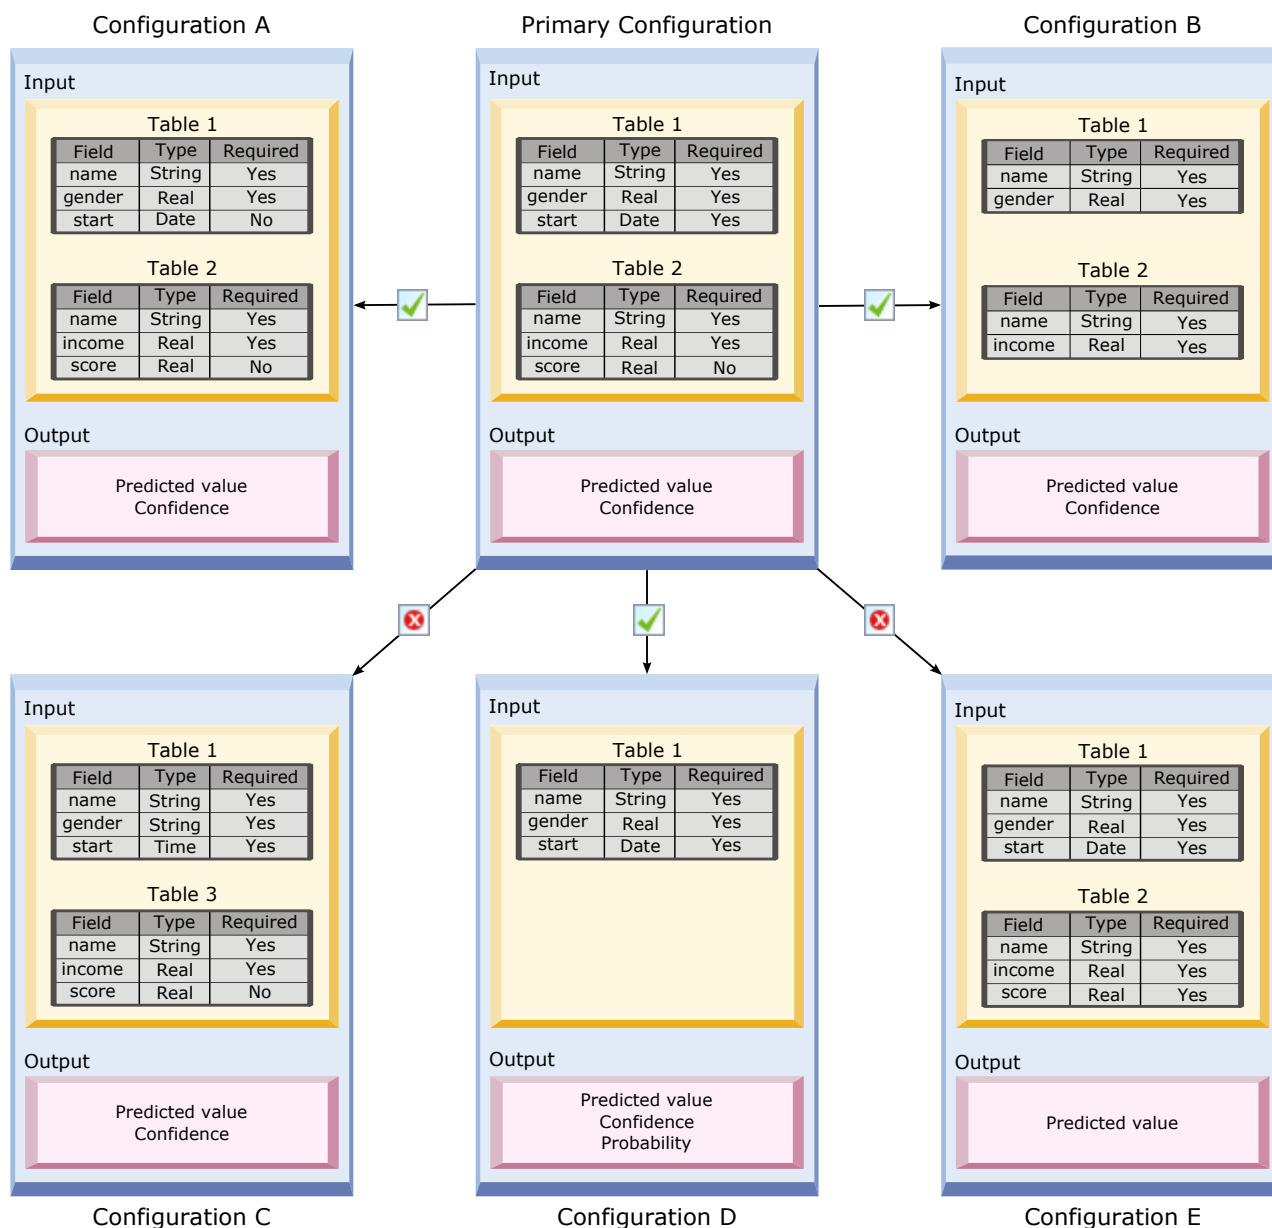 Configuration A
Primary Configuration
Configuration B
Input
Table 1
Field Type Required
name String Yes
gender Real Yes
start Date No
Table 2
Field Type Required
name String Yes
income Real Yes
score Real No
Output
Predicted value
Confidence
Input
Table 1
Field Type Required
name String Yes
gender Real Yes
start Date Yes
Table 2
Field Type Required
name String Yes
income Real Yes
score Real No
Output
Predicted value
Confidence
Input
Table 1
Field Type Required
name String Yes
gender Real Yes
Table 2
Field Type Required
name String Yes
income Real Yes
Output
Predicted value
Confidence
Input
Table 1
Field Type Required
name String Yes
gender String Yes
start Time Yes
Table 3
Field Type Required
name String Yes
income Real Yes
score Real No
Output
Predicted value
Confidence
Input
Table 1
Field Type Required
name String Yes
gender Real Yes
start Date Yes
Output
Predicted value
Confidence
Probability
Input
Table 1
Field Type Required
name String Yes
gender Real Yes
start Date Yes
Table 2
Field Type Required
name String Yes
income Real Yes
score Real Yes
Output
Predicted value
Configuration C
Configuration D
Configuration E